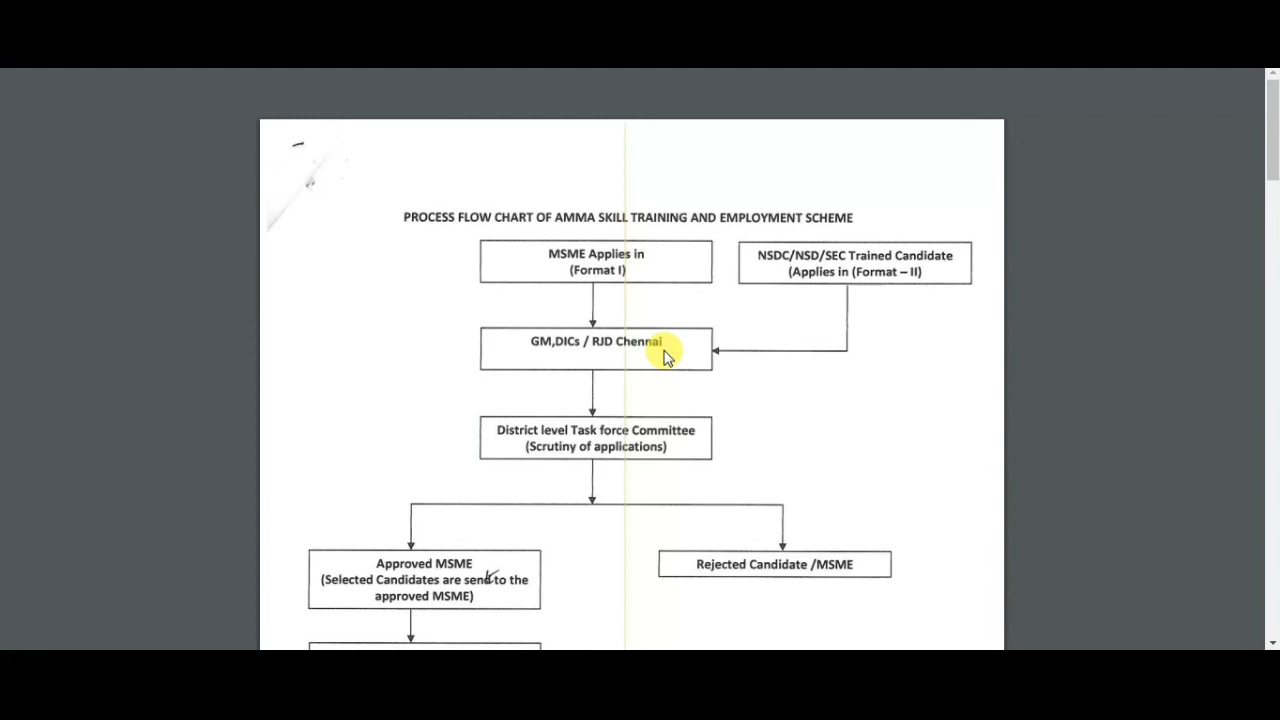 PROCESS FLOW CHART OF AMMA SKILL TRAINING AND EMPLOYMENT SCHEME
MSME Applies in
(Format I)
NSDC/NSD/SEC Trained Candidate
(Applies in (Format – II)
GM,DICs / RJD Chennai
District level Task force Committee
(Scrutiny of applications)
Approved MSME
(Selected Candidates are send to the
approved MSME)
Rejected Candidate /MSME